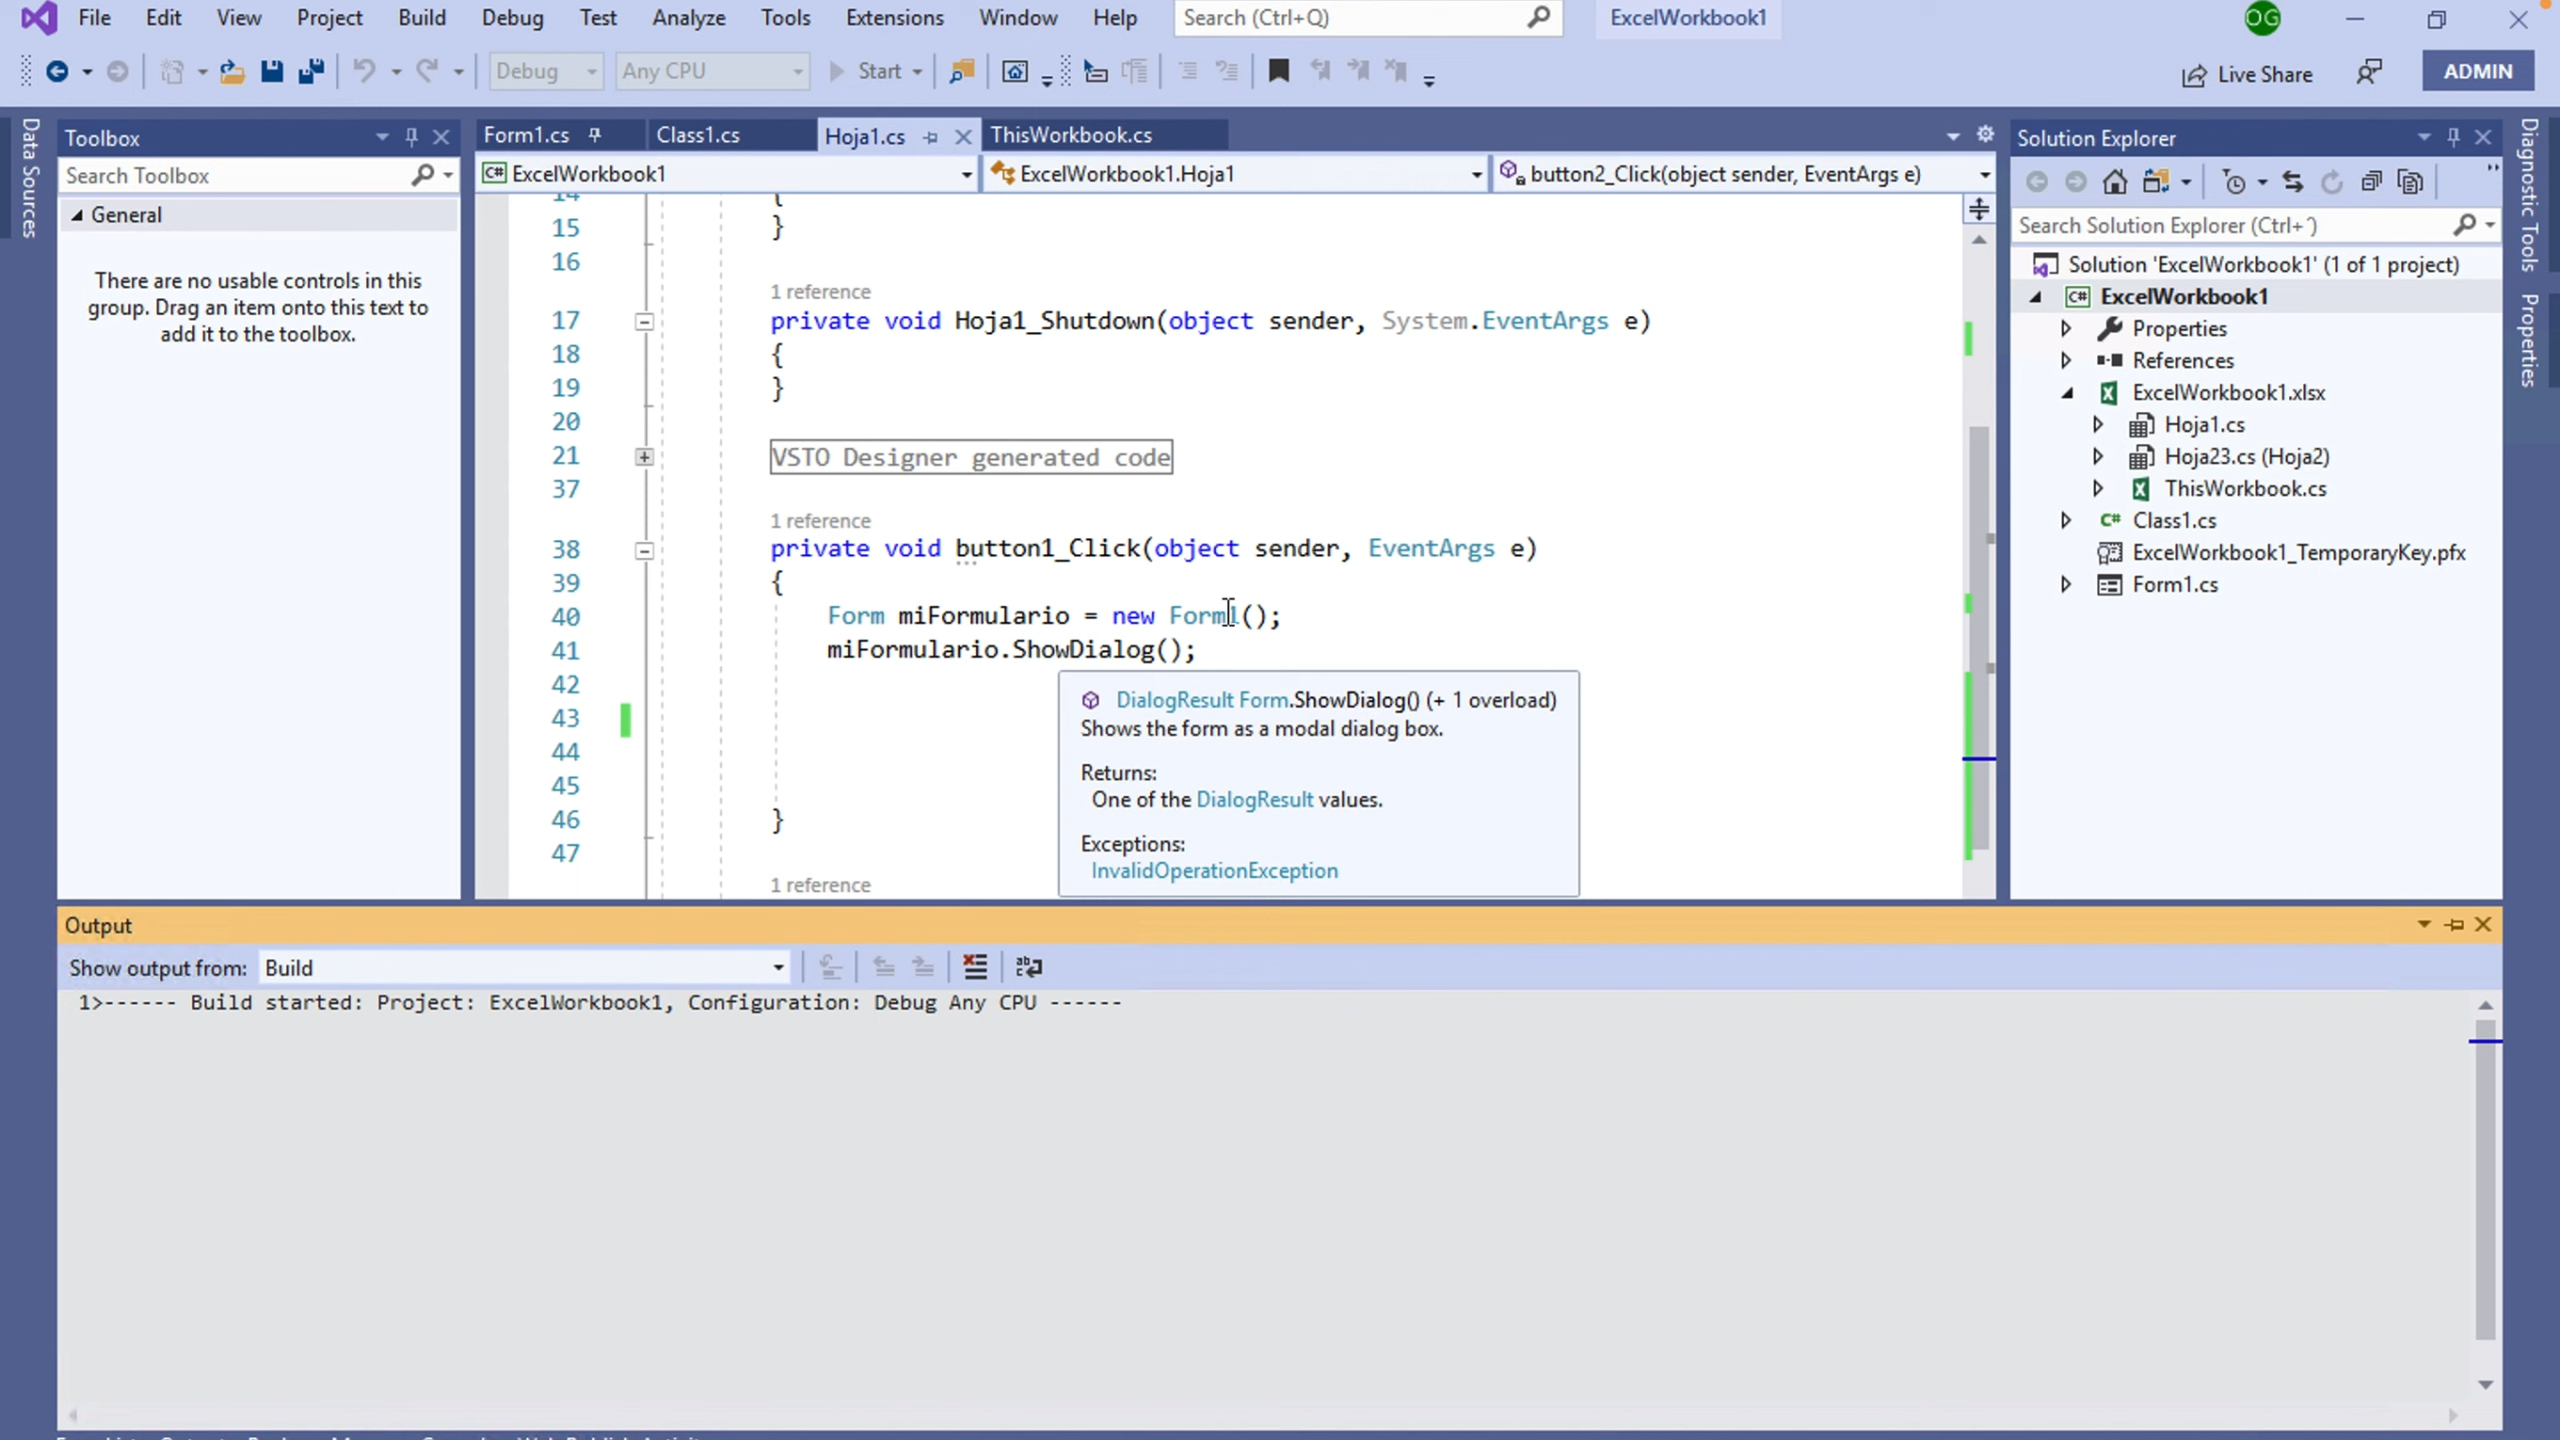 File Edit View Project Build Debug Test Analyze Tools Extensions Window Help Search (Ctrl+Q) ExcelWorkbook1 OG
Debug Any CPU Start Live Share ADMIN
Data Sources
Toolbox
Search Toolbox
General
There are no usable controls in this
group. Drag an item onto this text to
add it to the toolbox.
Form1.cs Class1.cs Hoja1.cs ThisWorkbook.cs
ExcelWorkbook1 ExcelWorkbook1.Hoja1 button2_Click(object sender, EventArgs e)
14 {
15 }
16
1 reference
17 private void Hoja1_Shutdown(object sender, System.EventArgs e)
18 {
19 }
20
21 VSTO Designer generated code
37
1 reference
38 private void button1_Click(object sender, EventArgs e)
39 {
40 Form miFormulario = new Form1();
41 miFormulario.ShowDialog();
42
43
44
45
46 }
47
1 reference
DialogResult Form.ShowDialog() (+ 1 overload)
Shows the form as a modal dialog box.
Returns:
One of the DialogResult values.
Exceptions:
InvalidOperationException
Solution Explorer
Search Solution Explorer (Ctrl+´)
Solution 'ExcelWorkbook1' (1 of 1 project)
ExcelWorkbook1
Properties
References
ExcelWorkbook1.xlsx
Hoja1.cs
Hoja23.cs (Hoja2)
ThisWorkbook.cs
Class1.cs
ExcelWorkbook1_TemporaryKey.pfx
Form1.cs
Diagnostic Tools
Properties
Output
Show output from: Build
1>------ Build started: Project: ExcelWorkbook1, Configuration: Debug Any CPU ------